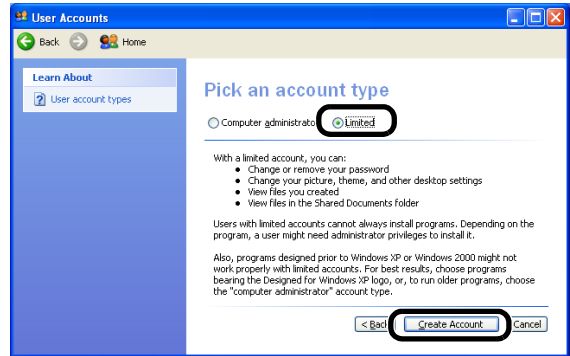 User Accounts
Back Home
Learn About
User account types
Pick an account type
Computer administrato Limited
With a limited account, you can:
• Change or remove your password
• Change your picture, theme, and other desktop settings
• View files you created
• View files in the Shared Documents folder
Users with limited accounts cannot always install programs. Depending on the
program, a user might need administrator privileges to install it.
Also, programs designed prior to Windows XP or Windows 2000 might not
work properly with limited accounts. For best results, choose programs
bearing the Designed for Windows XP logo, or, to run older programs, choose
the "computer administrator" account type.
< Back Create Account Cancel